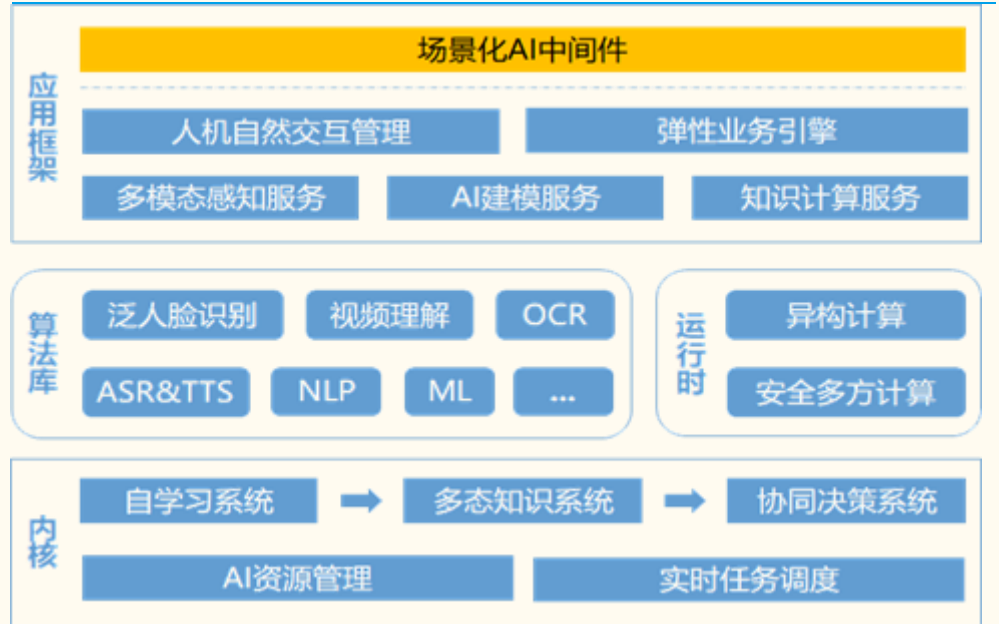 应用框架
场景化AI中间件
人机自然交互管理
弹性业务引擎
多模态感知服务
AI建模服务
知识计算服务
算法库
泛人脸识别
视频理解
OCR
ASR&TTS
NLP
ML
...
运行时
异构计算
安全多方计算
内核
自学习系统
多态知识系统
协同决策系统
AI资源管理
实时任务调度